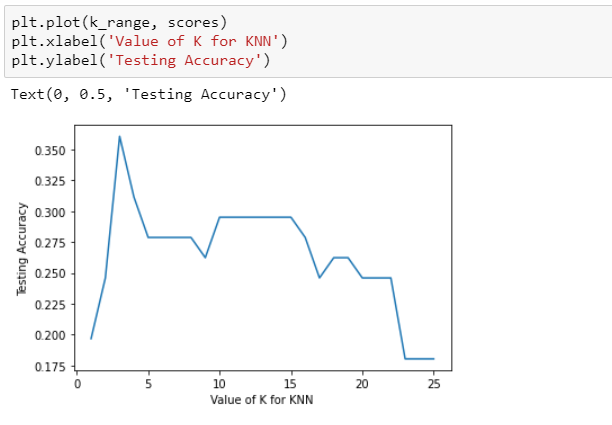 plt.plot(k_range, scores)
plt.xlabel('Value of K for KNN')
plt.ylabel('Testing Accuracy')
Text(0, 0.5, 'Testing Accuracy')
0.350
0.325
0.300
0.275
0.250
0.225
0.200
0.175
Testing Accuracy
0 5 10 15 20 25
Value of K for KNN